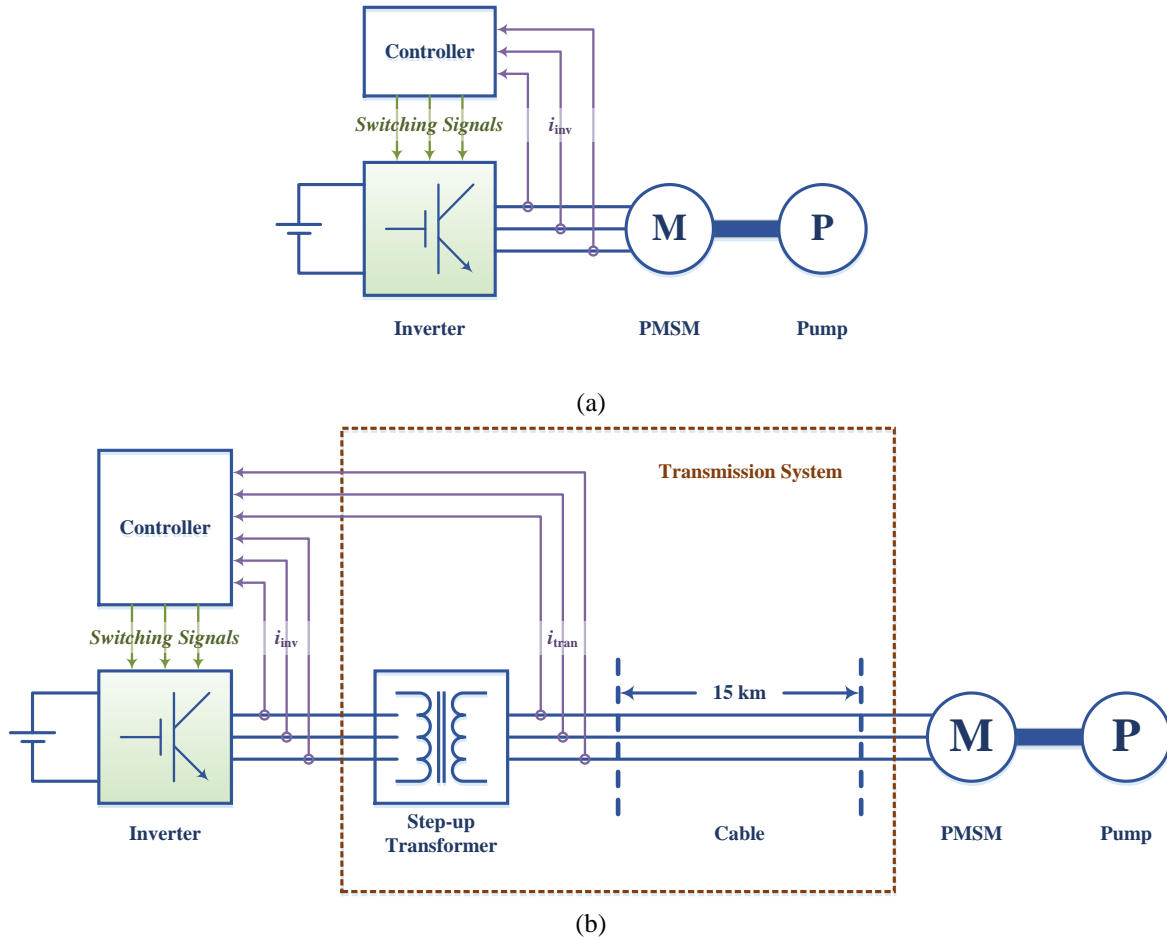 Controller
Switching Signals
i_inv
M
P
Inverter
PMSM
Pump
(a)
Transmission System
Controller
Switching Signals
i_inv
i_tran
15 km
M
P
Inverter
Step-up
Transformer
Cable
PMSM
Pump
(b)